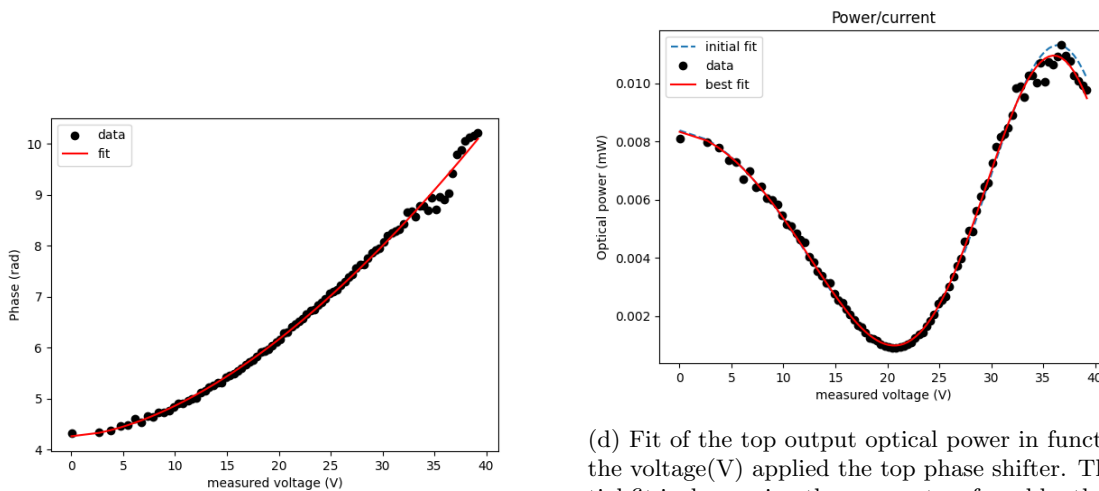 data
fit
10
9
8
7
6
5
4
Phase (rad)
0 5 10 15 20 25 30 35 40
measured voltage (V)
Power/current
initial fit
data
best fit
0.010
0.008
0.006
0.004
0.002
Optical power (mW)
0 5 10 15 20 25 30 35 40
measured voltage (V)
(d) Fit of the top output optical power in funct
the voltage(V) applied the top phase shifter. Th